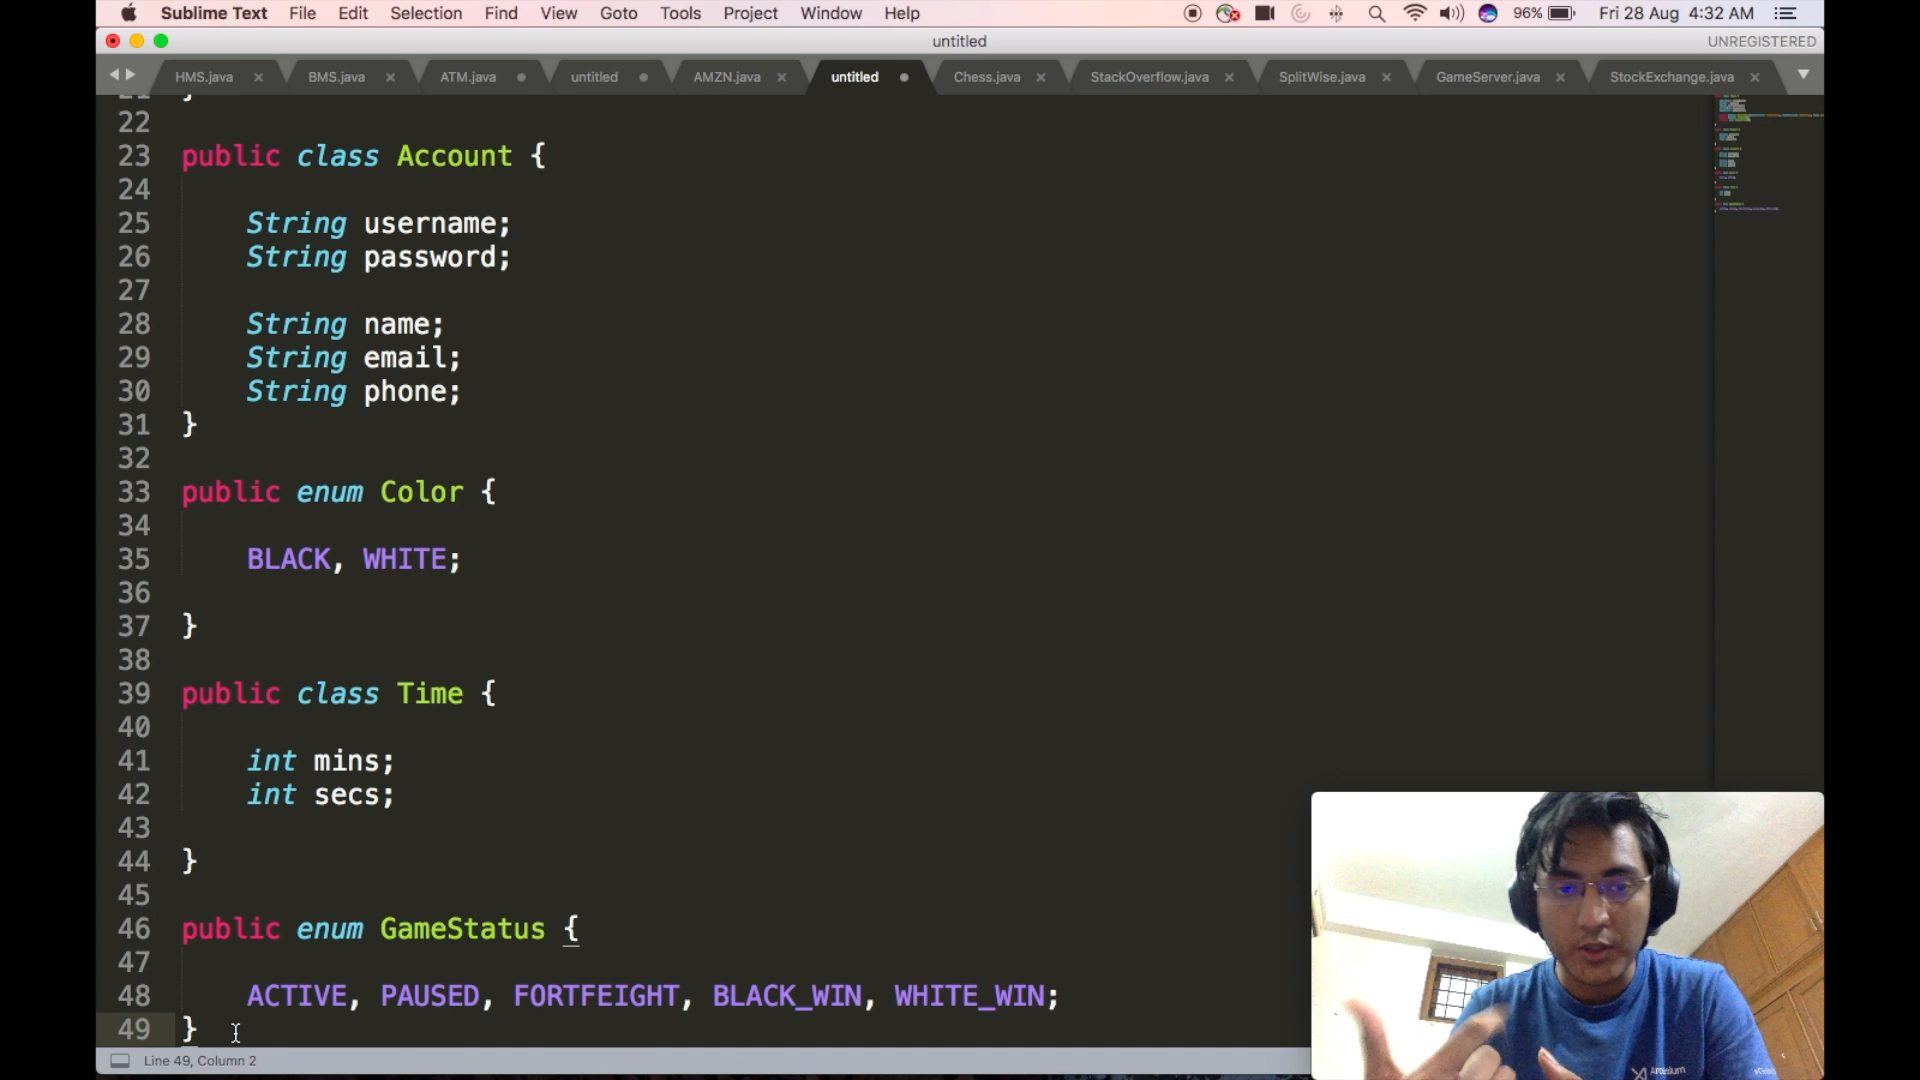 Sublime Text File Edit Selection Find View Goto Tools Project Window Help 96% Fri 28 Aug 4:32 AM
untitled UNREGISTERED
HMS.java BMS.java ATM.java untitled AMZN.java untitled Chess.java StackOverflow.java SplitWise.java GameServer.java StockExchange.java
21 }
22
23 public class Account {
24
25 String username;
26 String password;
27
28 String name;
29 String email;
30 String phone;
31 }
32
33 public enum Color {
34
35 BLACK, WHITE;
36
37 }
38
39 public class Time {
40
41 int mins;
42 int secs;
43
44 }
45
46 public enum GameStatus {
47
48 ACTIVE, PAUSED, FORTFEIGHT, BLACK_WIN, WHITE_WIN;
49 }
Line 49, Column 2